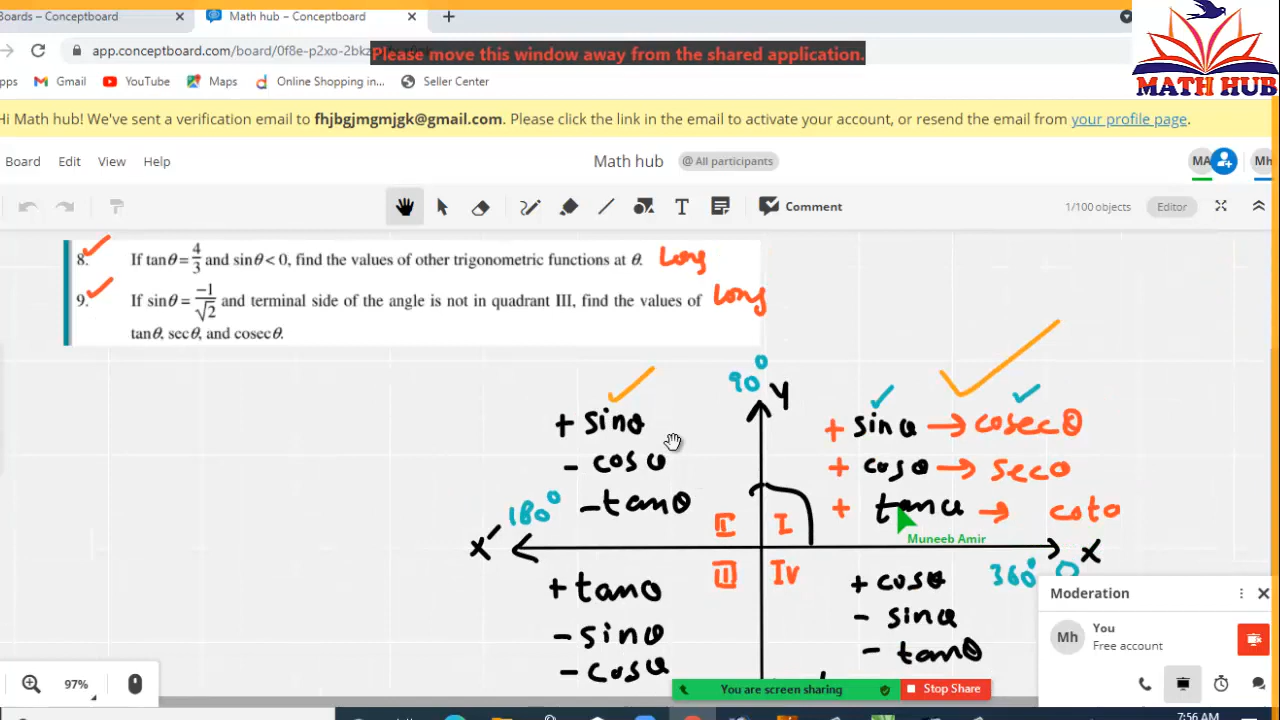 Boards – Conceptboard
Math hub – Conceptboard
app.conceptboard.com/board/0f8e-p2xo-2bkz
Please move this window away from the shared application.
MATH HUB
pps
Gmail
YouTube
Maps
Online Shopping in...
Seller Center
Hi Math hub! We've sent a verification email to fhjbgjmgmjgk@gmail.com. Please click the link in the email to activate your account, or resend the email from your profile page.
Board Edit View Help
Math hub
@ All participants
MA
Mh
Comment
1/100 objects
Editor
8. If tanθ = 4/3 and sinθ < 0, find the values of other trigonometric functions at θ. Long
9. If sinθ = -1/√2 and terminal side of the angle is not in quadrant III, find the values of Long
tanθ, secθ, and cosecθ.
90° Y
+ sinθ
- cosθ
- tanθ
+ sinθ → cosecθ
+ cosθ → secθ
+ tanθ → cotθ
Muneeb Amir
180°
X'
II I
X
III IV
360° 0
+ tanθ
- sinθ
- cosθ
+ cosθ
- sinθ
- tanθ
Moderation
Mh
You
Free account
97%
You are screen sharing
Stop Share
7:56 AM